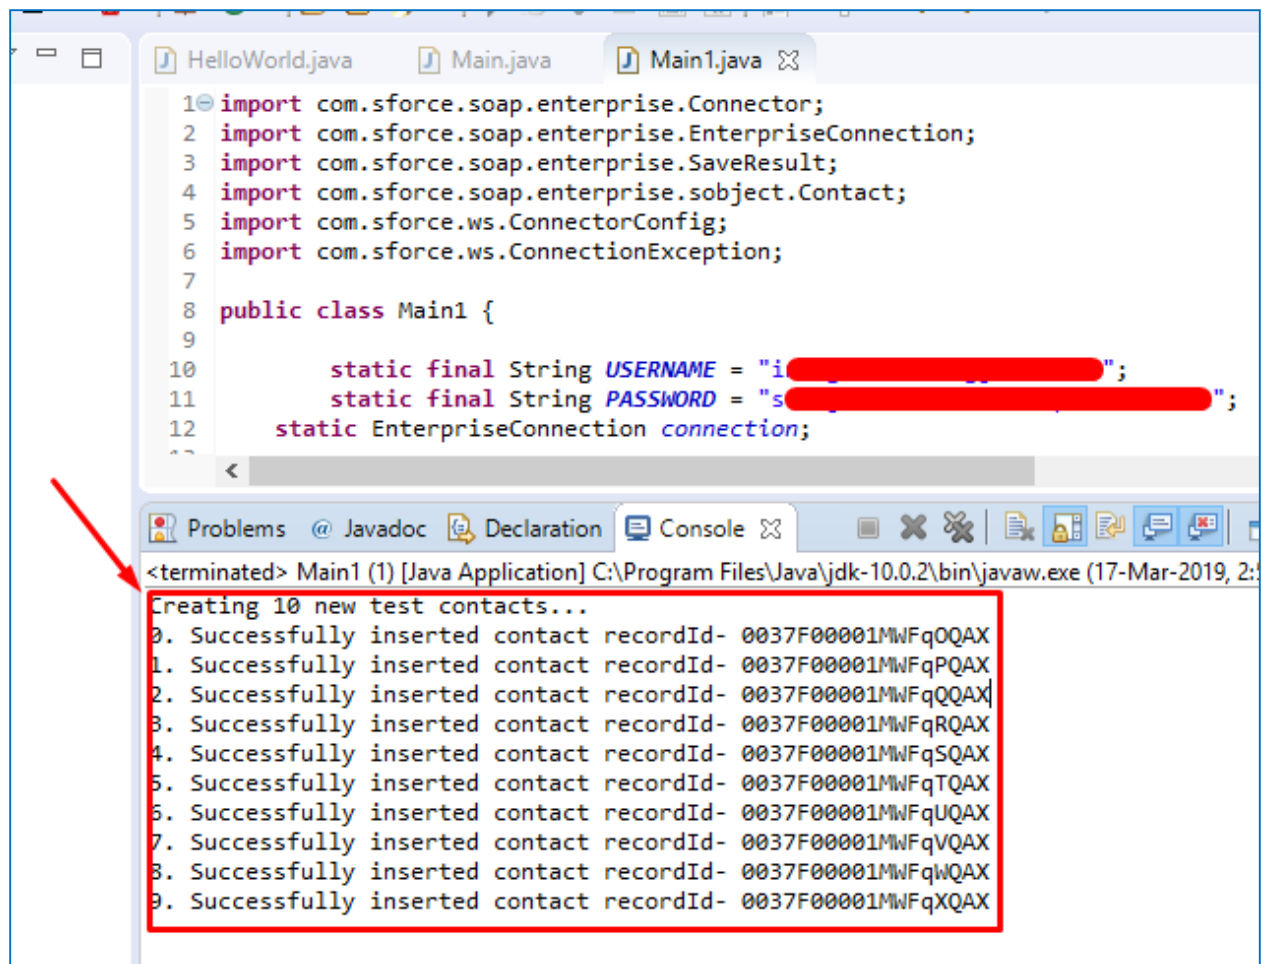 HelloWorld.java Main.java Main1.java
1 import com.sforce.soap.enterprise.Connector;
2 import com.sforce.soap.enterprise.EnterpriseConnection;
3 import com.sforce.soap.enterprise.SaveResult;
4 import com.sforce.soap.enterprise.sobject.Contact;
5 import com.sforce.ws.ConnectorConfig;
6 import com.sforce.ws.ConnectionException;
7
8 public class Main1 {
9
10 static final String USERNAME = "i";
11 static final String PASSWORD = "s";
12 static EnterpriseConnection connection;
Problems @ Javadoc Declaration Console
<terminated> Main1 (1) [Java Application] C:\Program Files\Java\jdk-10.0.2\bin\javaw.exe (17-Mar-2019,
Creating 10 new test contacts...
0. Successfully inserted contact recordId- 0037F00001MWFqOQAX
1. Successfully inserted contact recordId- 0037F00001MWFqPQAX
2. Successfully inserted contact recordId- 0037F00001MWFqQQAX
3. Successfully inserted contact recordId- 0037F00001MWFqRQAX
4. Successfully inserted contact recordId- 0037F00001MWFqSQAX
5. Successfully inserted contact recordId- 0037F00001MWFqTQAX
6. Successfully inserted contact recordId- 0037F00001MWFqUQAX
7. Successfully inserted contact recordId- 0037F00001MWFqVQAX
8. Successfully inserted contact recordId- 0037F00001MWFqWQAX
9. Successfully inserted contact recordId- 0037F00001MWFqXQAX